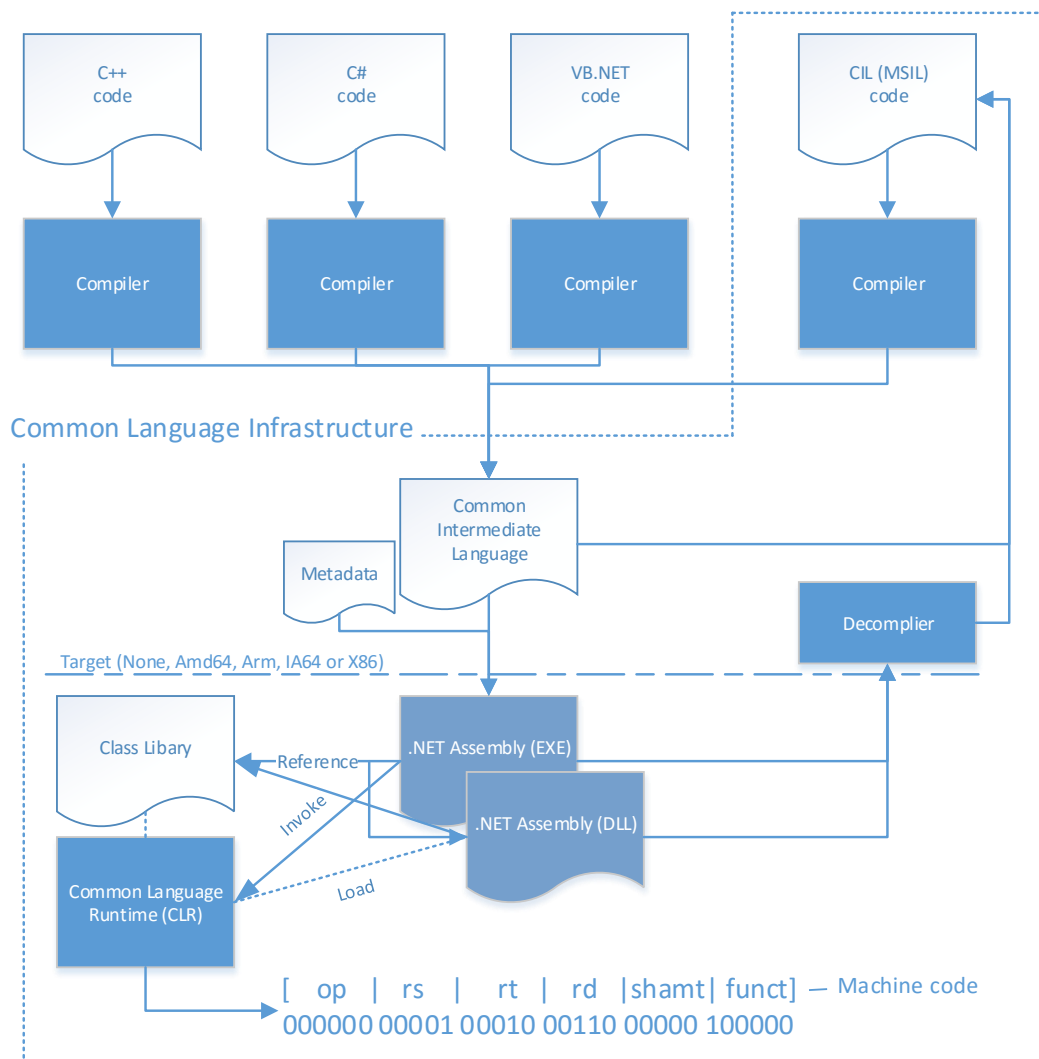 C++
code
C#
code
VB.NET
code
CIL (MSIL)
code
Compiler
Compiler
Compiler
Compiler
Common Language Infrastructure
Common
Intermediate
Language
Metadata
Decomplier
Target (None, Amd64, Arm, IA64 or X86)
Class Libary
Reference
.NET Assembly (EXE)
Invoke
.NET Assembly (DLL)
Load
Common Language
Runtime (CLR)
[ op | rs | rt | rd |shamt| funct]
Machine code
000000 00001 00010 00110 00000 100000